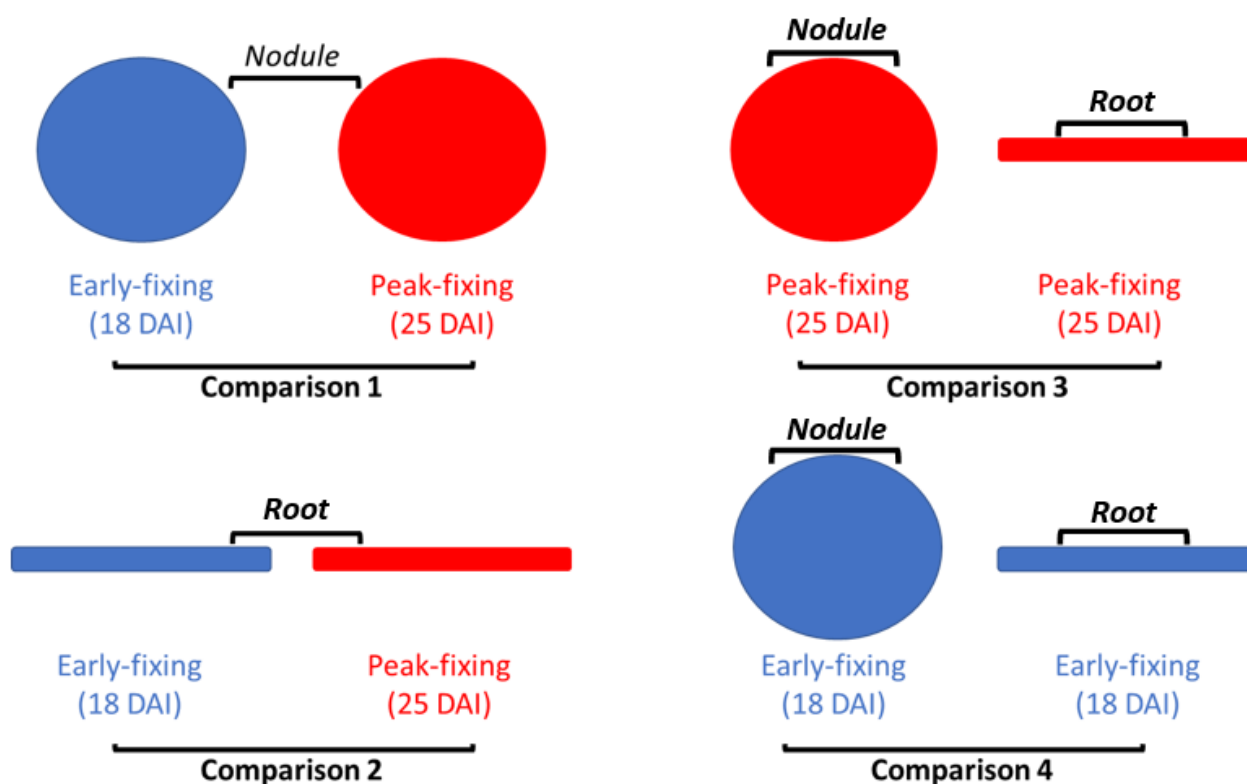 Nodule
Early-fixing
(18 DAI)
Peak-fixing
(25 DAI)
Comparison 1
Nodule
Root
Peak-fixing
(25 DAI)
Peak-fixing
(25 DAI)
Comparison 3
Root
Early-fixing
(18 DAI)
Peak-fixing
(25 DAI)
Comparison 2
Nodule
Root
Early-fixing
(18 DAI)
Early-fixing
(18 DAI)
Comparison 4